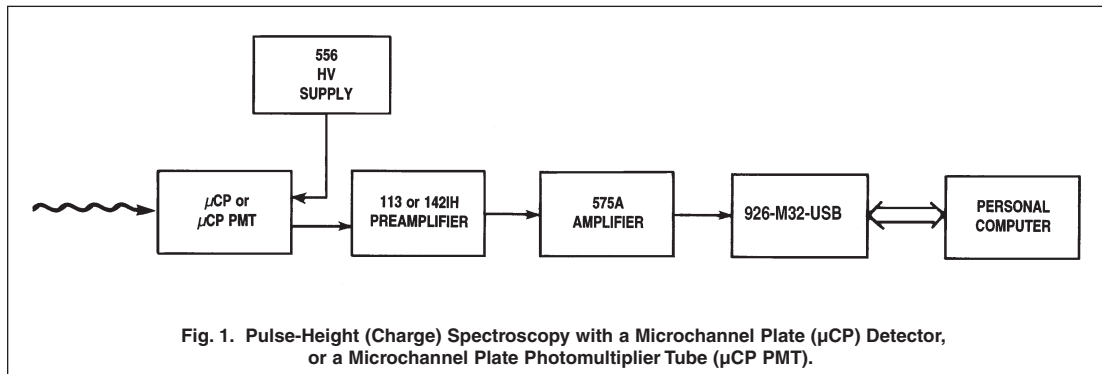 556
HV
SUPPLY
µCP or
µCP PMT
113 or 142IH
PREAMPLIFIER
575A
AMPLIFIER
926-M32-USB
PERSONAL
COMPUTER
Fig. 1. Pulse-Height (Charge) Spectroscopy with a Microchannel Plate (µCP) Detector,
or a Microchannel Plate Photomultiplier Tube (µCP PMT).